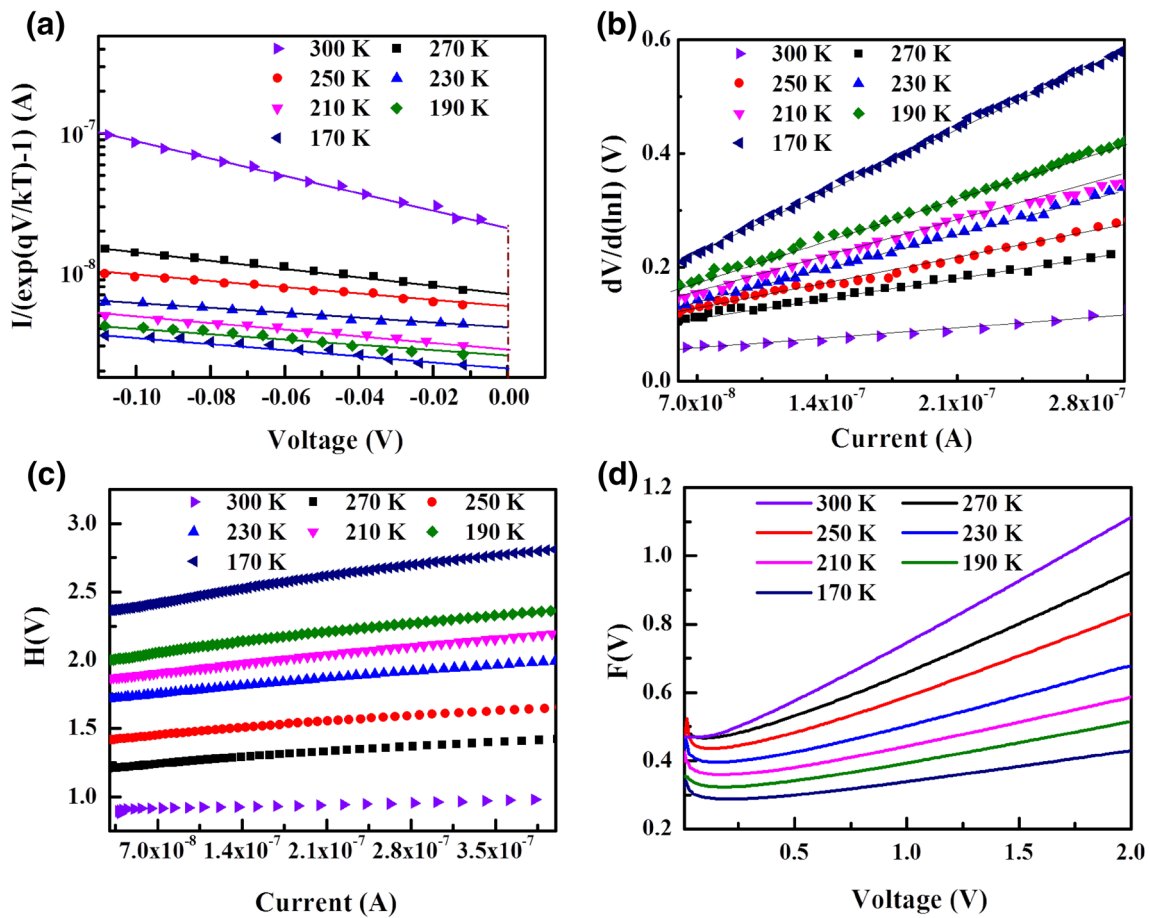 (a)
300 K 270 K
250 K 230 K
210 K 190 K
170 K
I/(exp(qV/kT)-1) (A)
10⁻⁷
10⁻⁸
-0.10 -0.08 -0.06 -0.04 -0.02 0.00
Voltage (V)
(b)
300 K 270 K
250 K 230 K
210 K 190 K
170 K
dV/d(lnI) (V)
0.6
0.4
0.2
0.0
7.0x10⁻⁸ 1.4x10⁻⁷ 2.1x10⁻⁷ 2.8x10⁻⁷
Current (A)
(c)
300 K 270 K 250 K
230 K 210 K 190 K
170 K
H(V)
3.0
2.5
2.0
1.5
1.0
7.0x10⁻⁸ 1.4x10⁻⁷ 2.1x10⁻⁷ 2.8x10⁻⁷ 3.5x10⁻⁷
Current (A)
(d)
300 K 270 K
250 K 230 K
210 K 190 K
170 K
F(V)
1.2
1.0
0.8
0.6
0.4
0.2
0.5 1.0 1.5 2.0
Voltage (V)